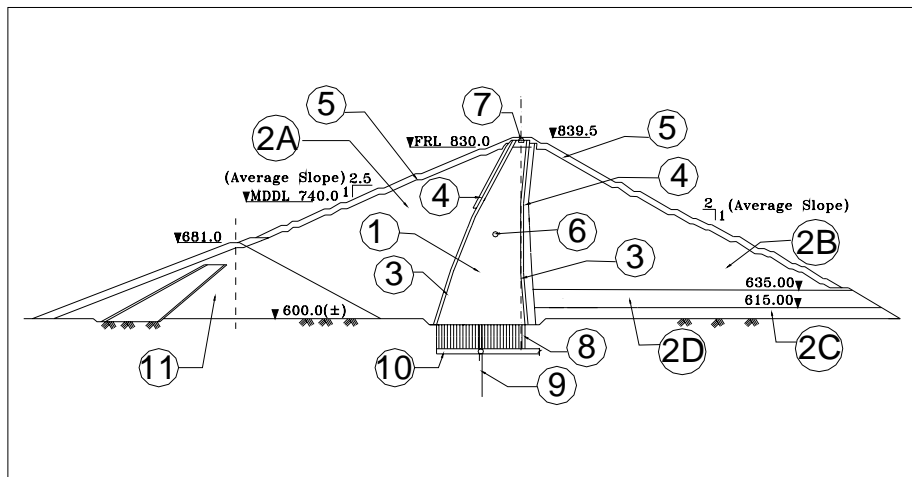 7
5
▼839.5
5
2A
▼FRL 830.0
(Average Slope) 2.5
1
4
4
▼MDDL 740.0
2
1 (Average Slope)
1
6
▼681.0
2B
3
3
635.00
615.00
600.0(±)
11
10
8
2D
2C
9